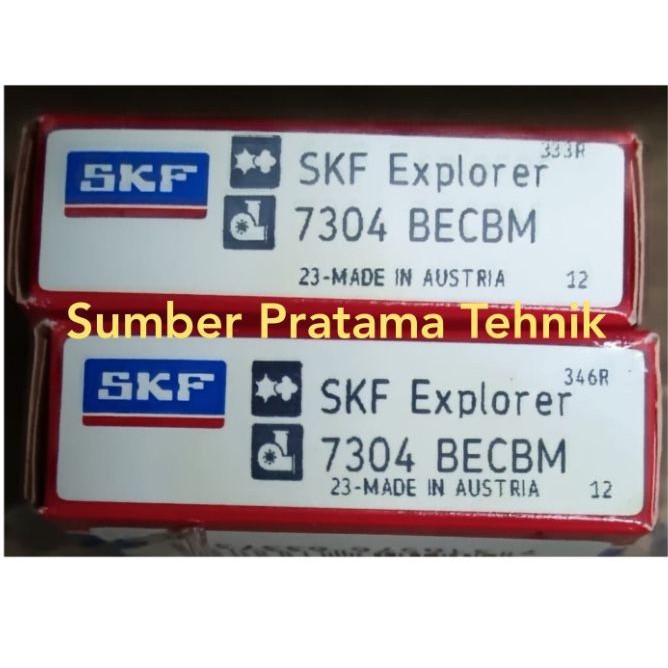 333R
SKF SKF Explorer
7304 BECBM
23-MADE IN AUSTRIA 12
Sumber Pratama Tehnik
346R
SKF SKF Explorer
7304 BECBM
23-MADE IN AUSTRIA 12